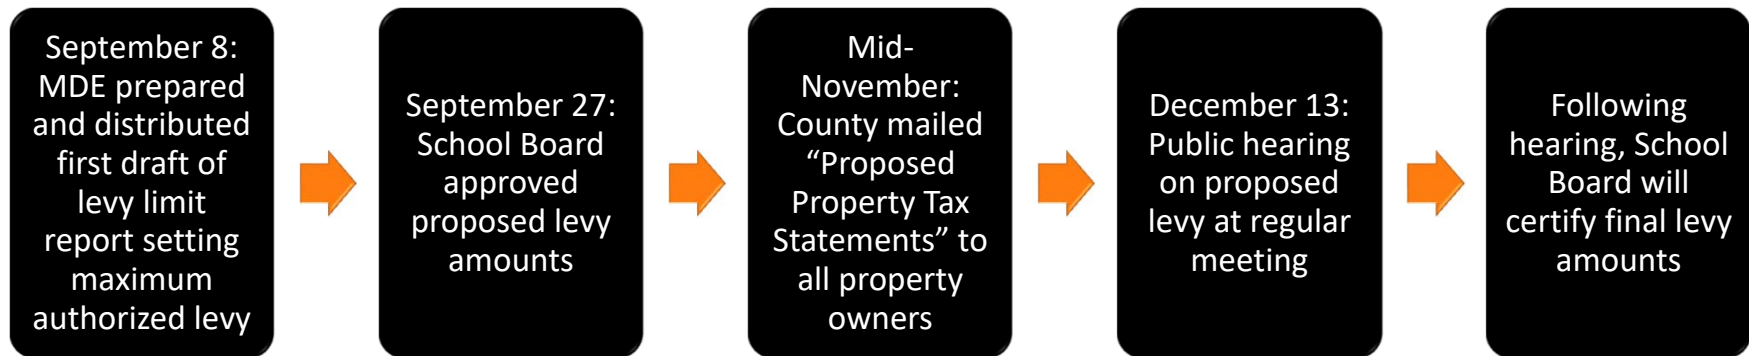 September 8:
MDE prepared
and distributed
first draft of
levy limit
report setting
maximum
authorized levy
September 27:
School Board
approved
proposed levy
amounts
Mid-
November:
County mailed
“Proposed
Property Tax
Statements” to
all property
owners
December 13:
Public hearing
on proposed
levy at regular
meeting
Following
hearing, School
Board will
certify final levy
amounts